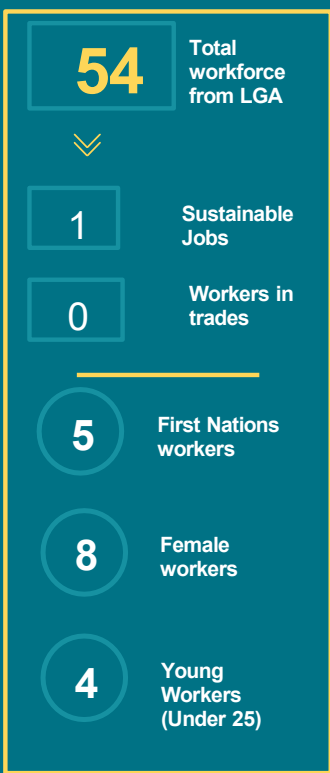 54
Total
workforce
from LGA
1
Sustainable
Jobs
0
Workers in
trades
5
First Nations
workers
8
Female
workers
4
Young
Workers
(Under 25)